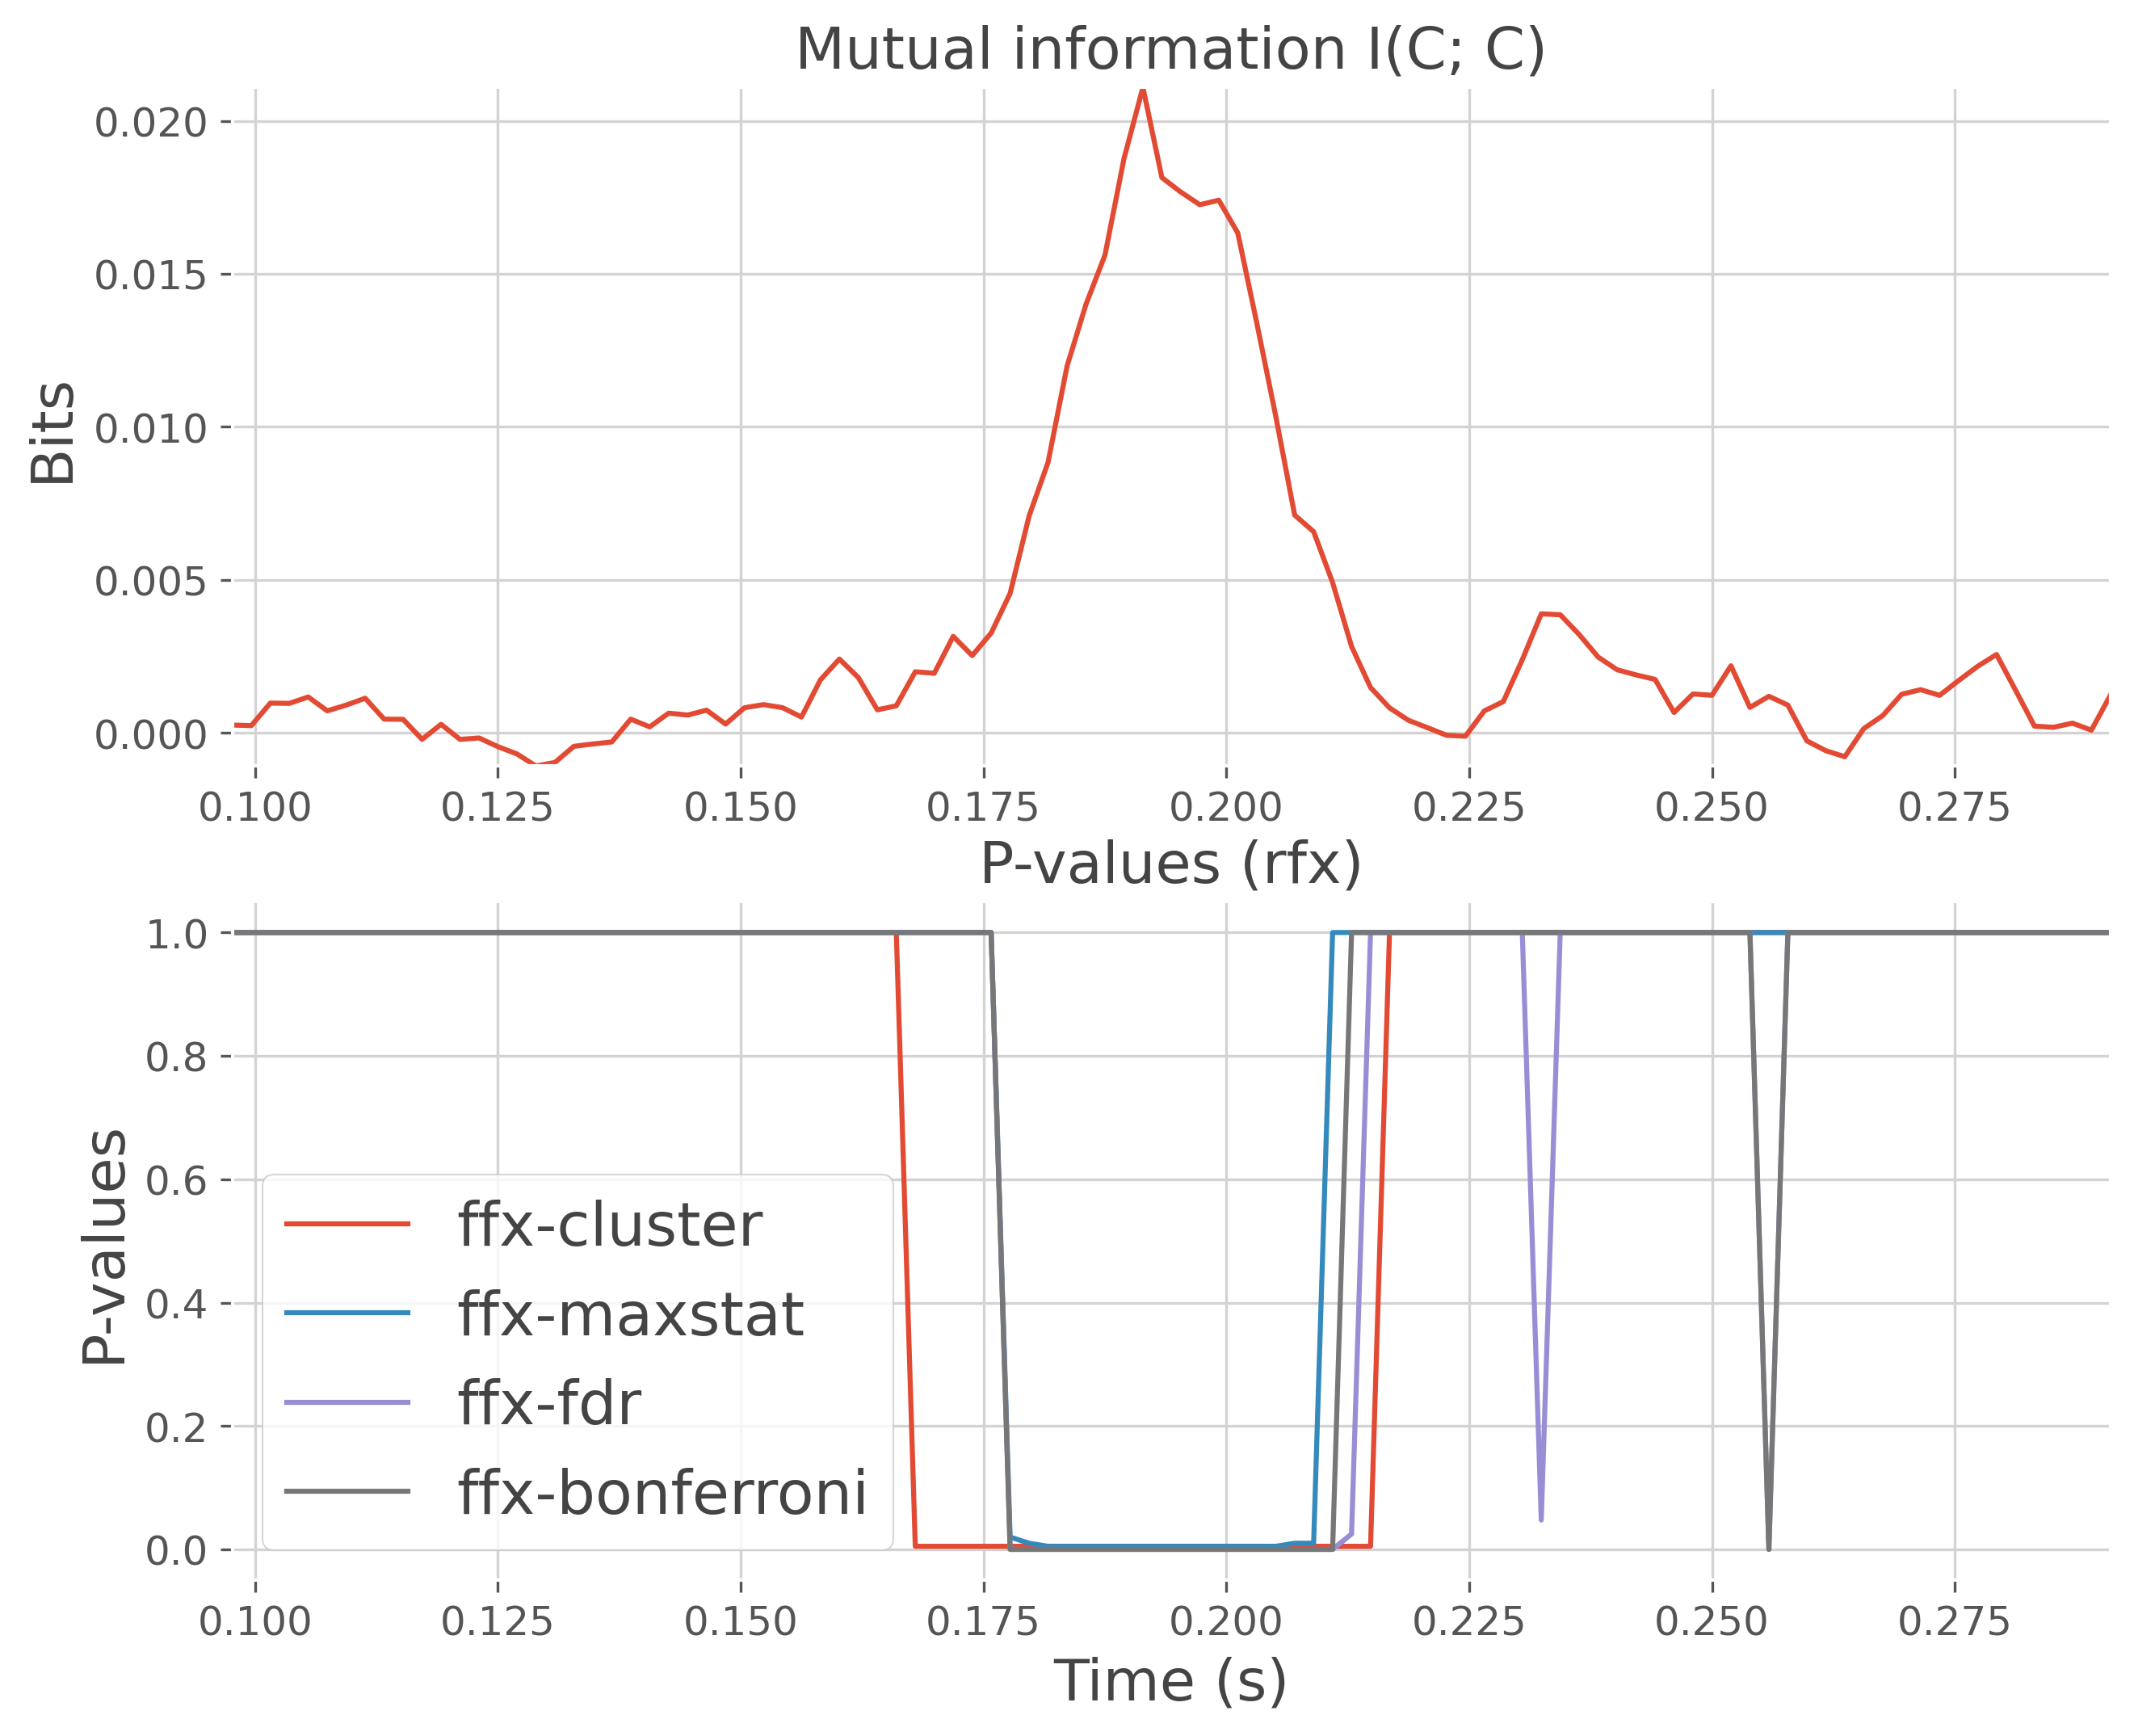 Mutual information I(C; C)
0.020
0.015
0.010
0.005
0.000
Bits
0.100 0.125 0.150 0.175 0.200 0.225 0.250 0.275
P-values (rfx)
1.0
0.8
0.6
0.4
0.2
0.0
P-values
ffx-cluster
ffx-maxstat
ffx-fdr
ffx-bonferroni
0.100 0.125 0.150 0.175 0.200 0.225 0.250 0.275
Time (s)